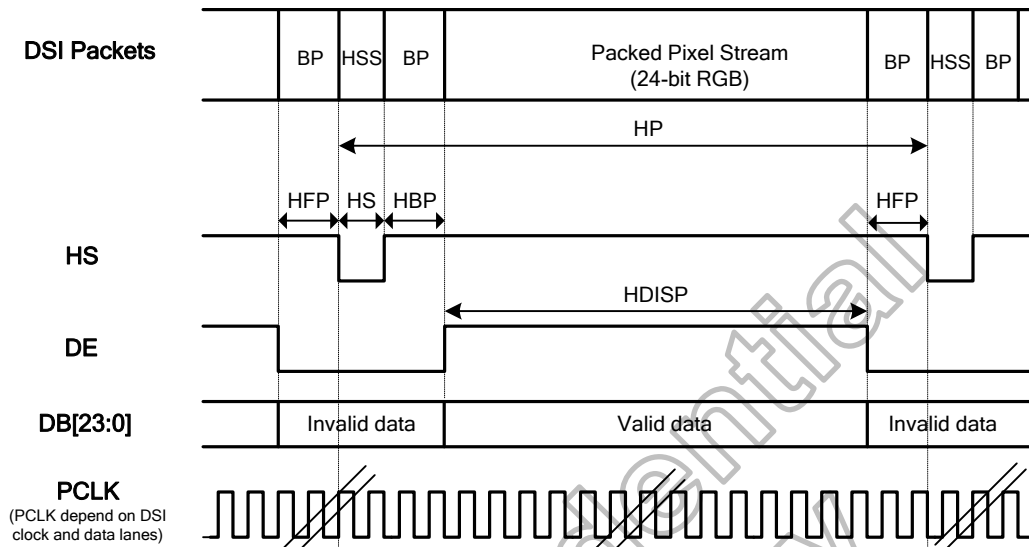 DSI Packets
BP HSS BP Packed Pixel Stream BP HSS BP
(24-bit RGB)
HP
HFP HS HBP HFP
HS
HDISP
DE
DB[23:0] Invalid data Valid data Invalid data
PCLK
(PCLK depend on DSI
clock and data lanes)